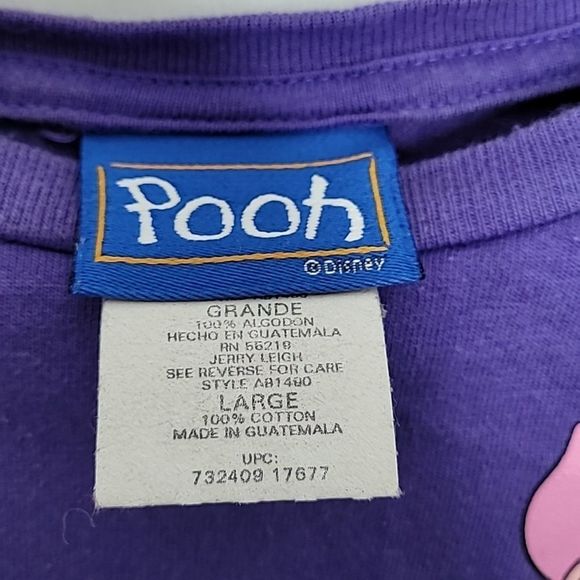 Pooh
©Disney
GRANDE
100% ALGODON
HECHO EN GUATEMALA
RN 56219
JERRY LEIGH
SEE REVERSE FOR CARE
STYLE AB1490
LARGE
100% COTTON
MADE IN GUATEMALA
UPC:
732409 17677